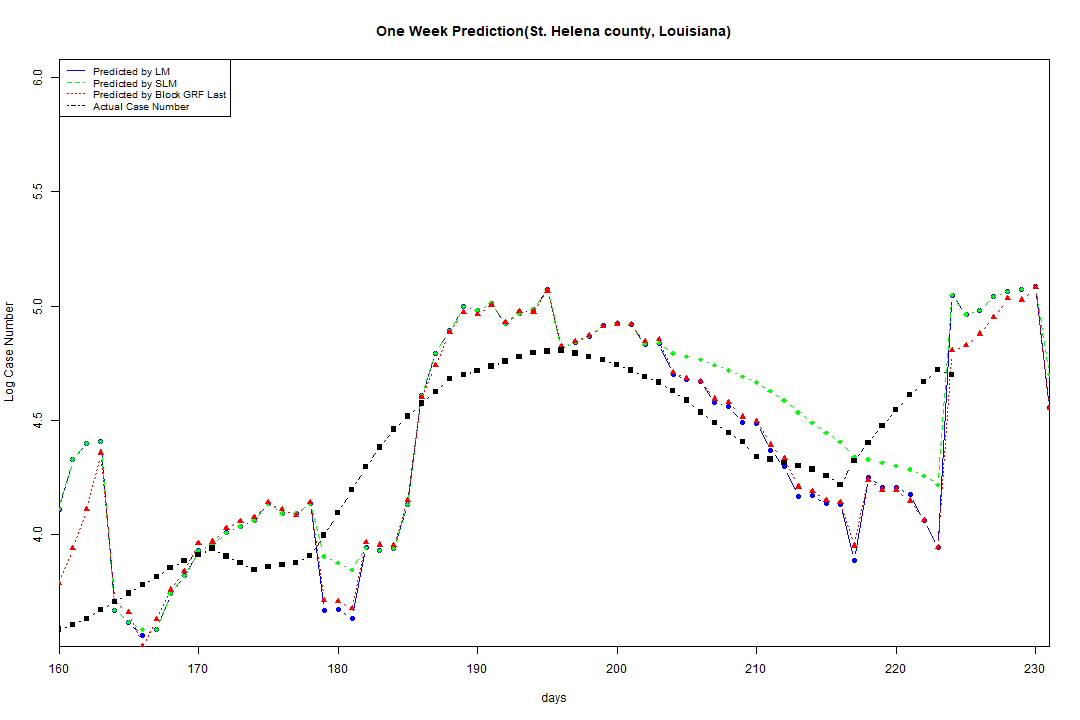 One Week Prediction(St. Helena county, Louisiana)
Predicted by LM
Predicted by SLM
Predicted by Block GRF Last
Actual Case Number
6.0
5.5
5.0
4.5
4.0
Log Case Number
160 170 180 190 200 210 220 230
days